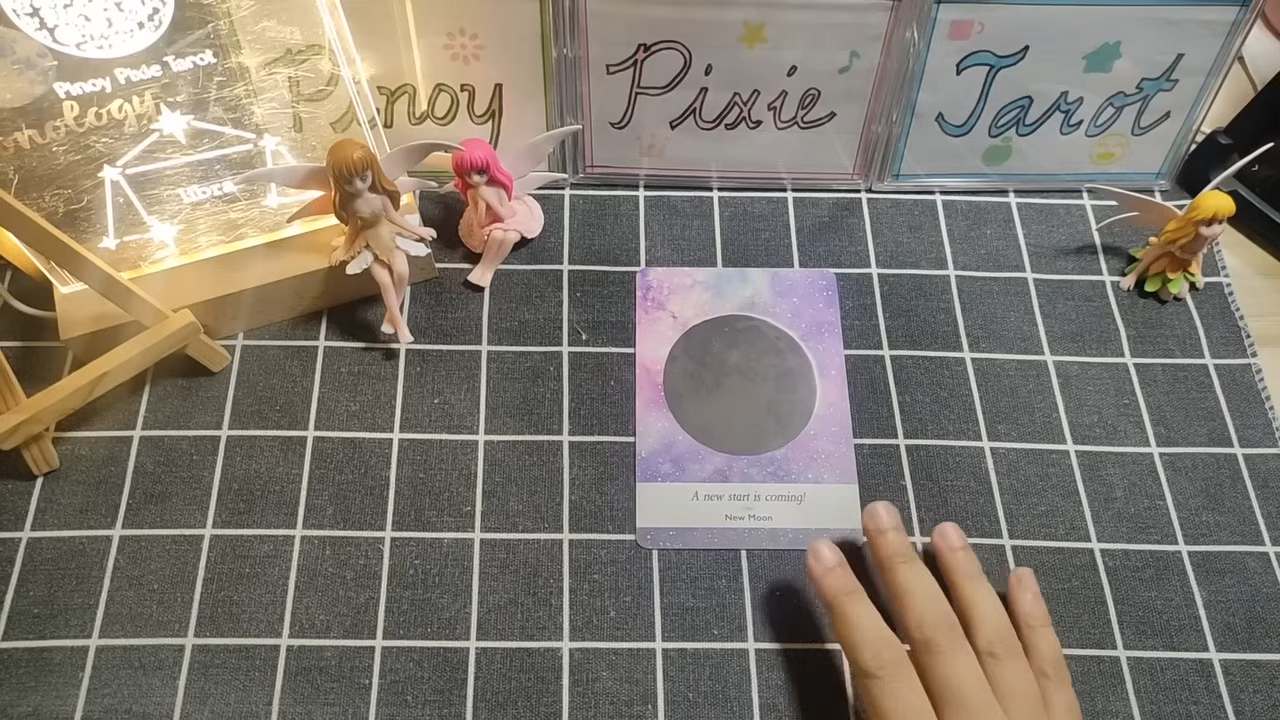 Pinoy Pixie Tarot
Libra
Pinoy
Pixie
Tarot
A new start is coming!
New Moon